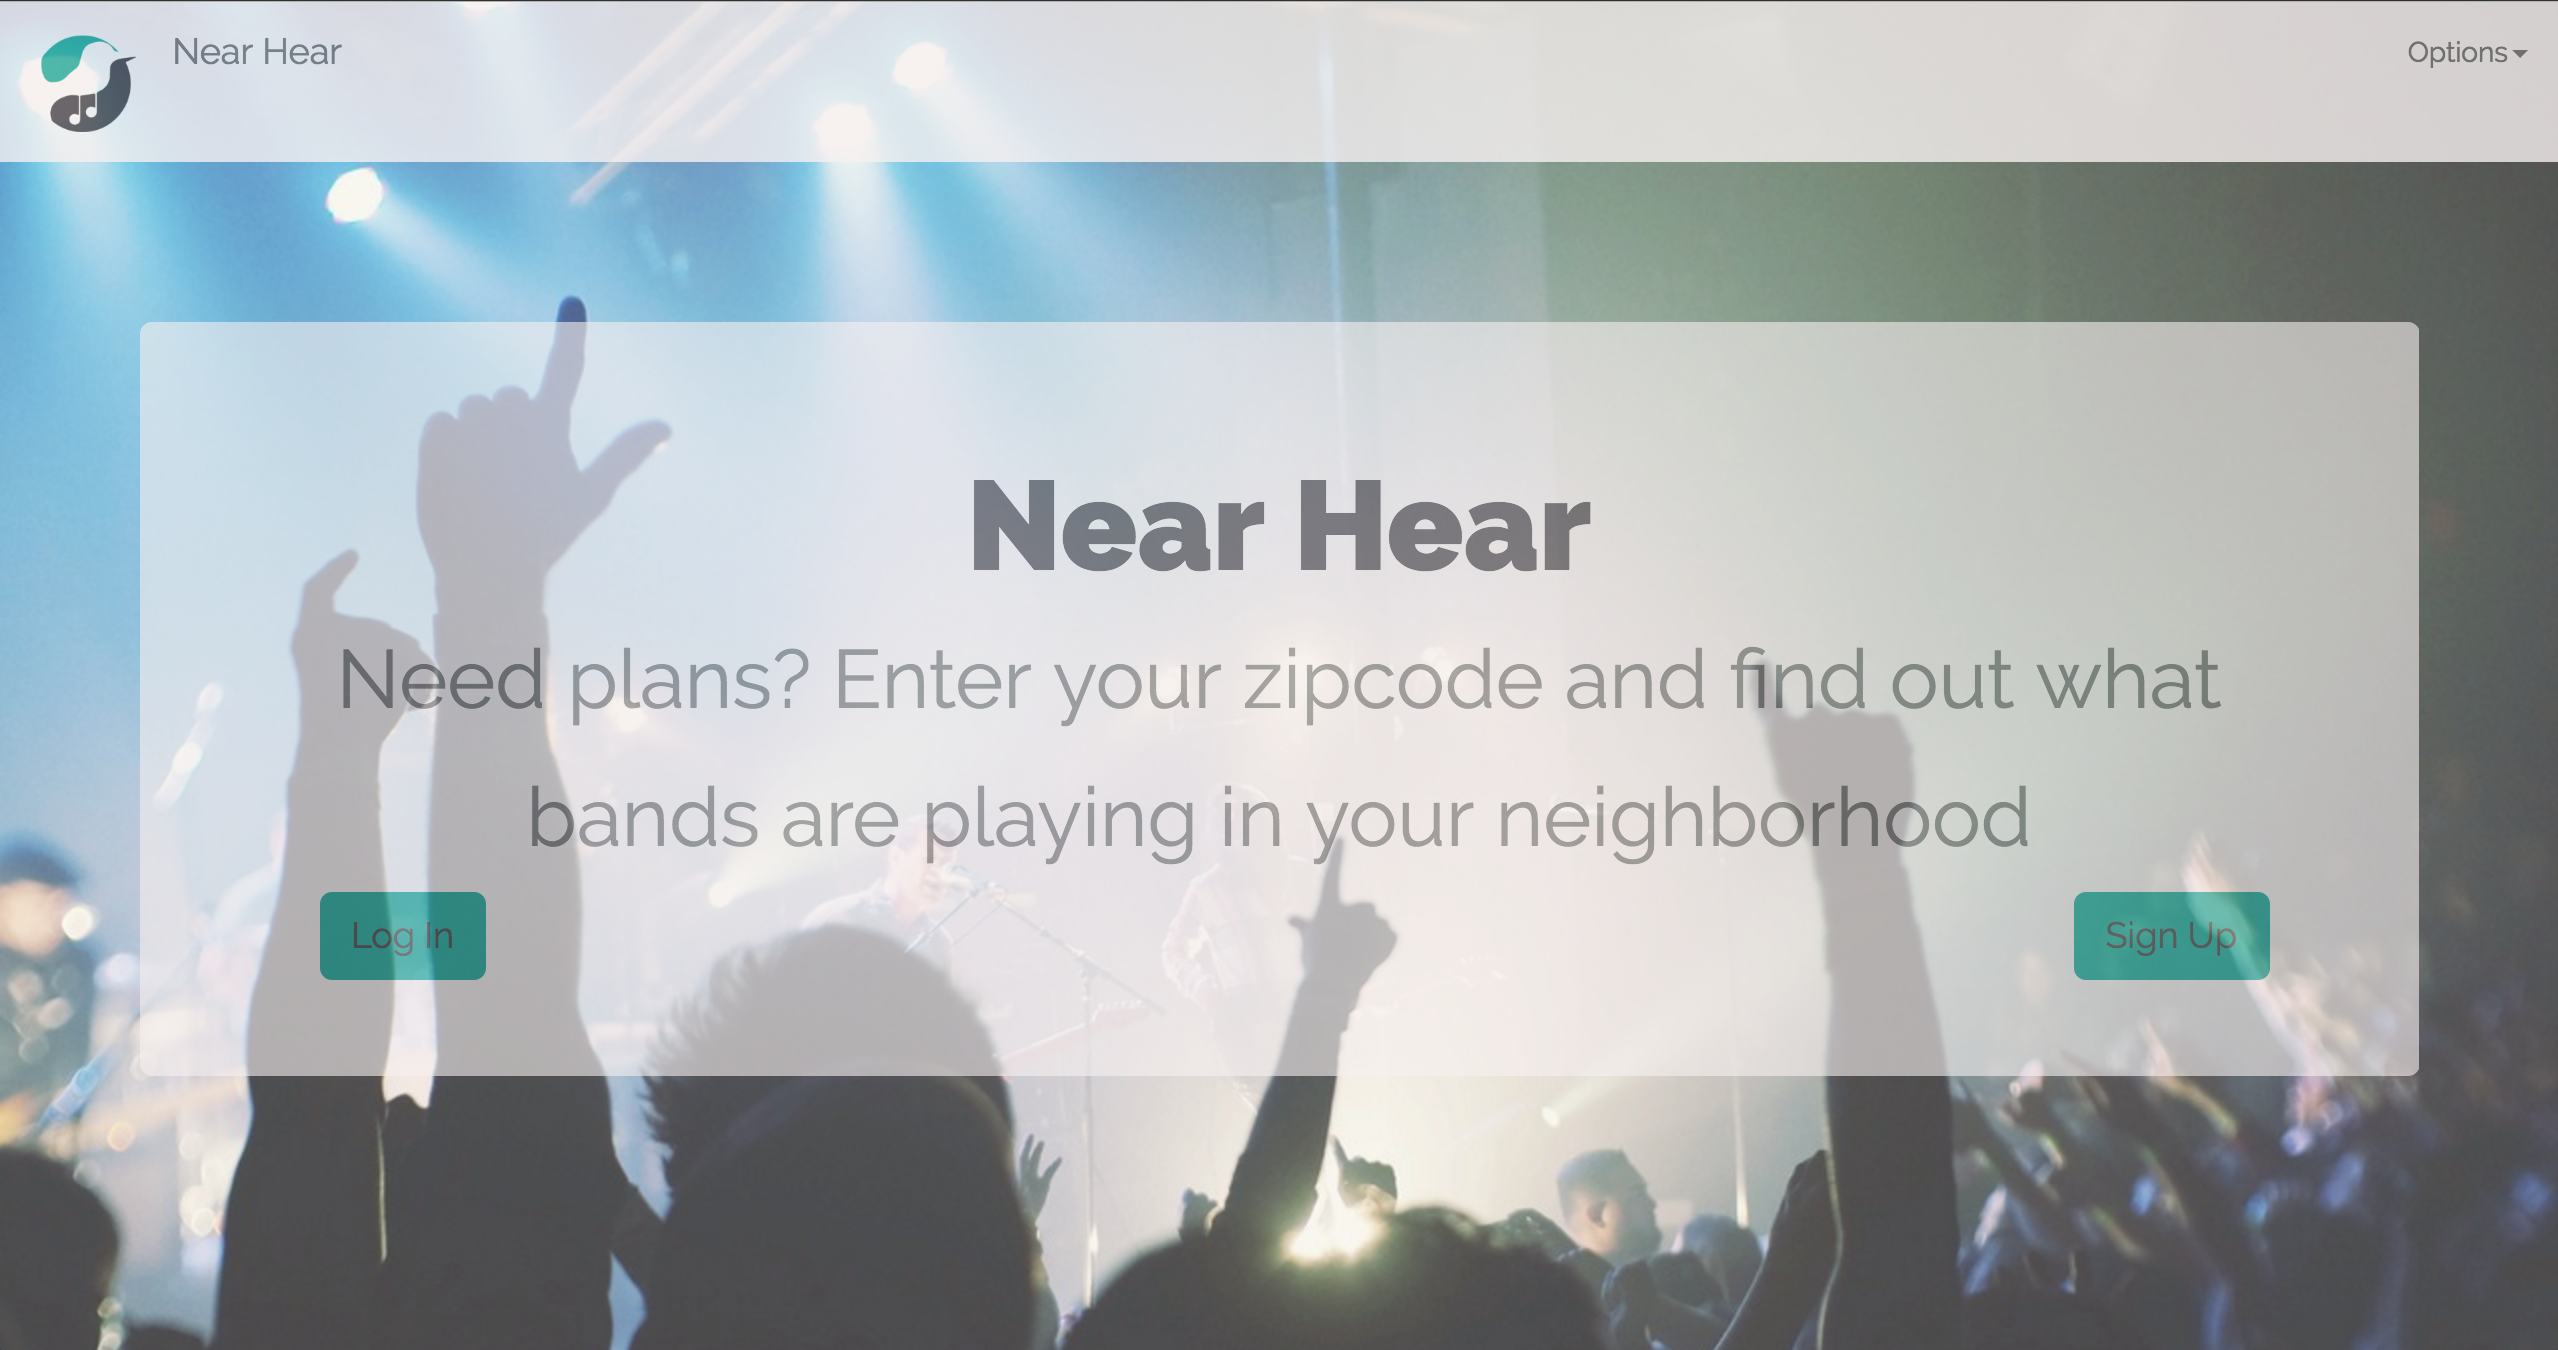 Near Hear
Options
Near Hear
Need plans? Enter your zipcode and find out what
bands are playing in your neighborhood
Log In
Sign Up